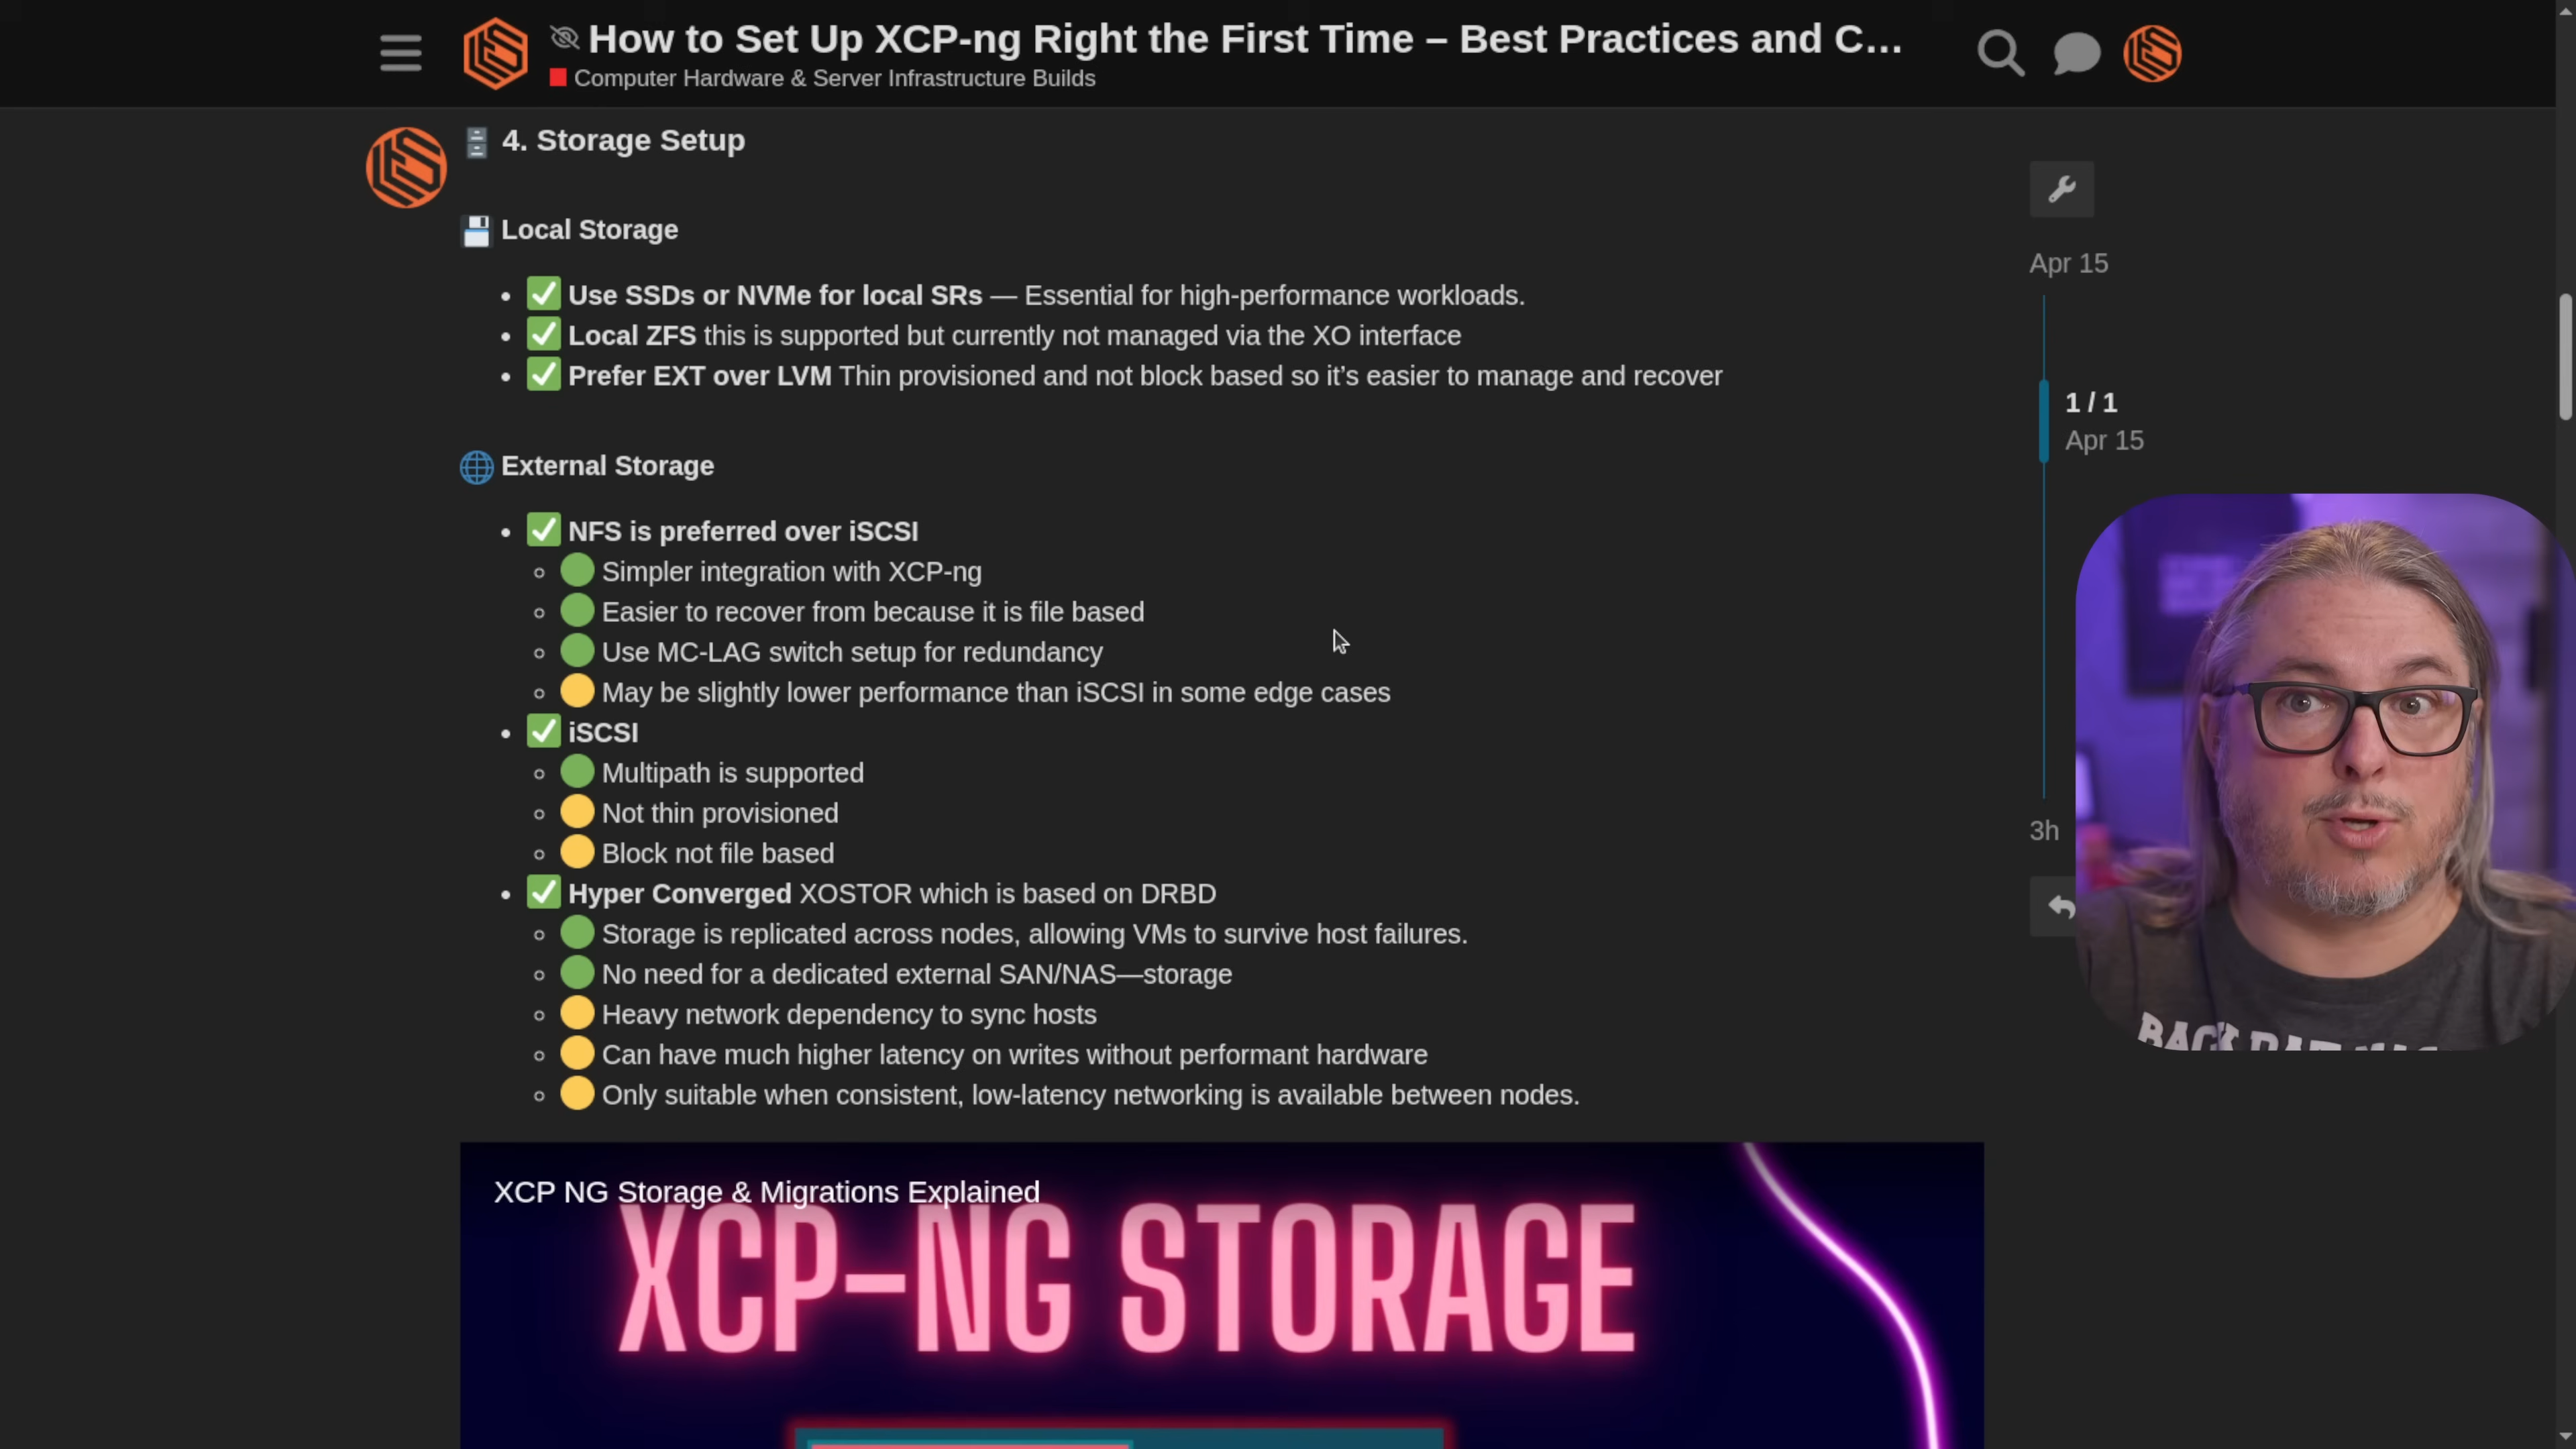 How to Set Up XCP-ng Right the First Time – Best Practices and C...
Computer Hardware & Server Infrastructure Builds
4. Storage Setup
Local Storage
Use SSDs or NVMe for local SRs — Essential for high-performance workloads.
Local ZFS this is supported but currently not managed via the XO interface
Prefer EXT over LVM Thin provisioned and not block based so it’s easier to manage and recover
External Storage
NFS is preferred over iSCSI
Simpler integration with XCP-ng
Easier to recover from because it is file based
Use MC-LAG switch setup for redundancy
May be slightly lower performance than iSCSI in some edge cases
iSCSI
Multipath is supported
Not thin provisioned
Block not file based
Hyper Converged XOSTOR which is based on DRBD
Storage is replicated across nodes, allowing VMs to survive host failures.
No need for a dedicated external SAN/NAS—storage
Heavy network dependency to sync hosts
Can have much higher latency on writes without performant hardware
Only suitable when consistent, low-latency networking is available between nodes.
XCP NG Storage & Migrations Explained
XCP-NG STORAGE
Apr 15
1 / 1
Apr 15
3h